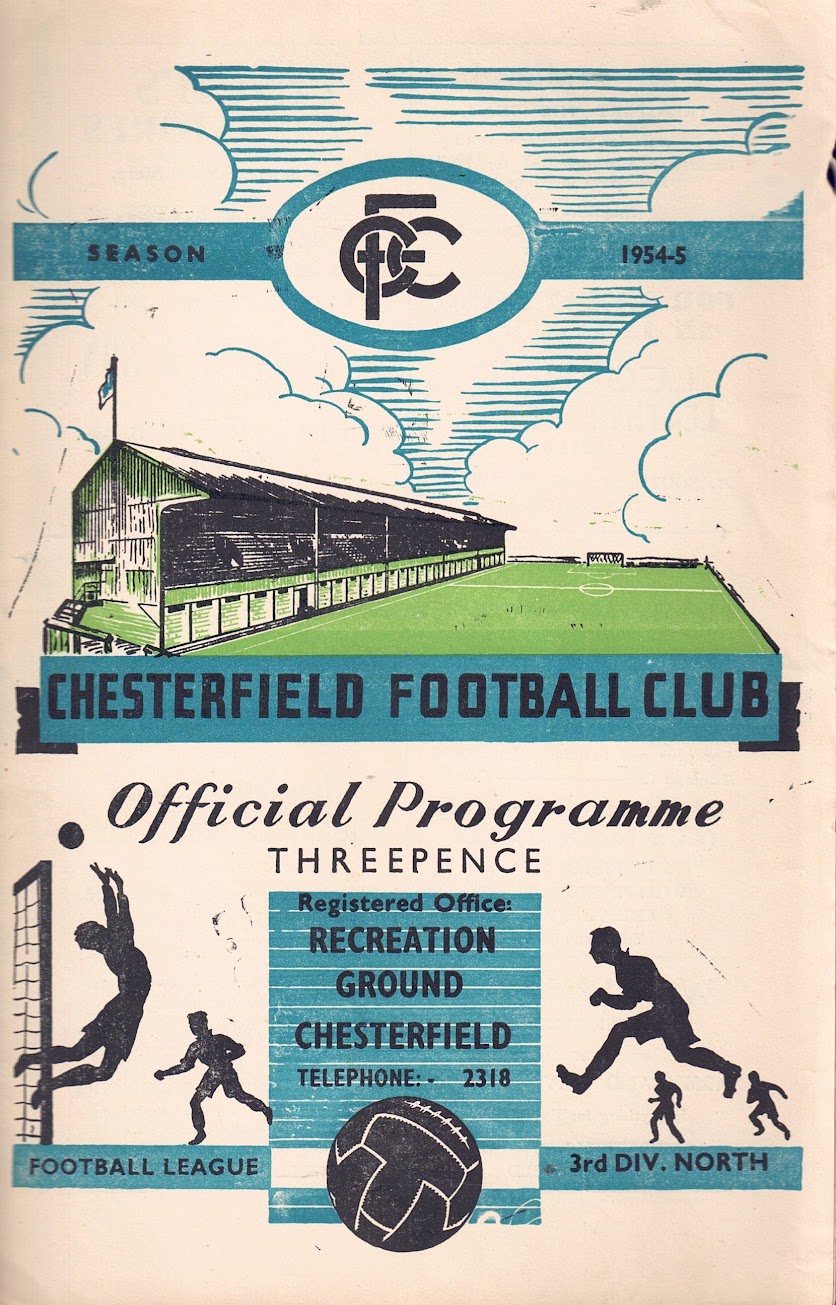 SEASON
1954-5
CFC
CHESTERFIELD FOOTBALL CLUB
Official Programme
THREEPENCE
Registered Office:
RECREATION
GROUND
CHESTERFIELD
TELEPHONE:- 2318
FOOTBALL LEAGUE
3rd DIV. NORTH